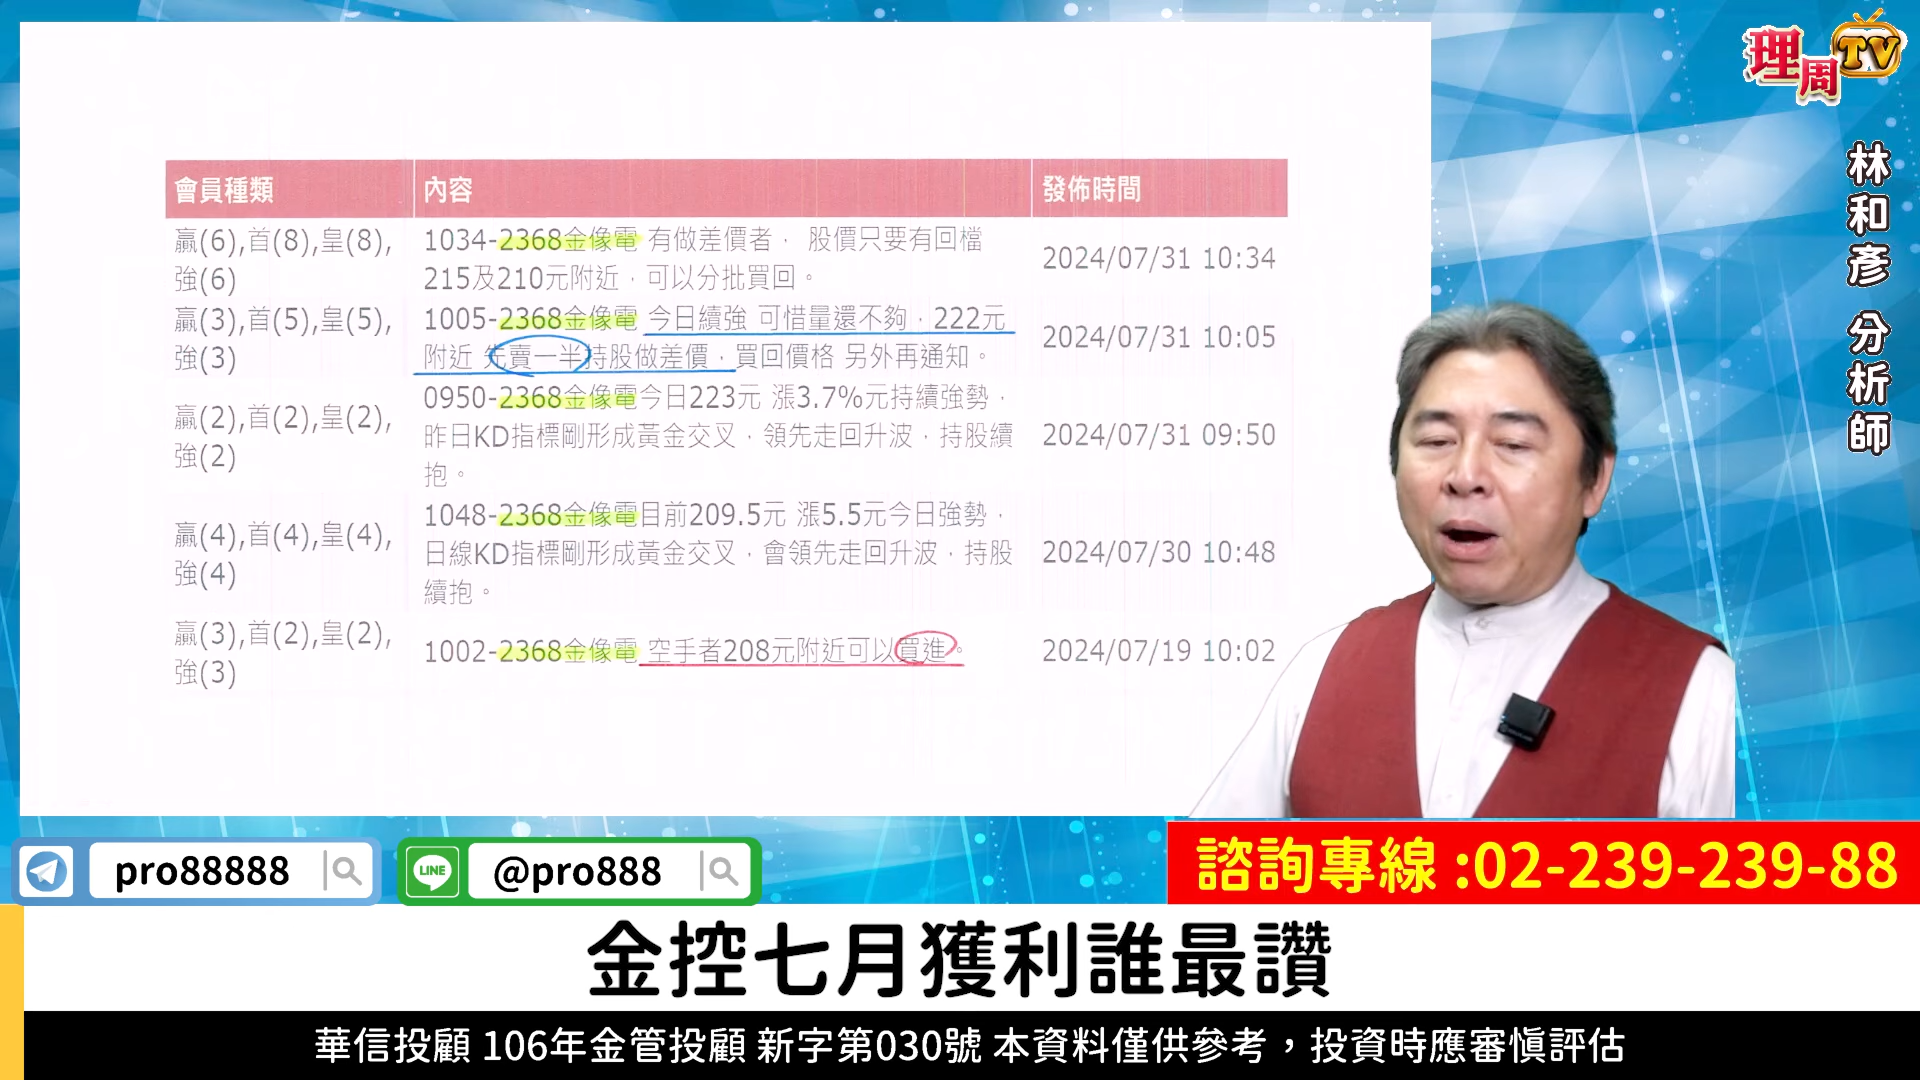 理周TV
林和彥 分析師
會員種類 內容 發佈時間
贏(6),首(8),皇(8),
強(6)
1034-2368金像電 有做差價者， 股價只要有回檔
215及210元附近，可以分批買回。
2024/07/31 10:34
贏(3),首(5),皇(5),
強(3)
1005-2368金像電 今日續強 可惜量還不夠，222元
附近 先賣一半持股做差價，買回價格 另外再通知。
2024/07/31 10:05
贏(2),首(2),皇(2),
強(2)
0950-2368金像電今日223元 漲3.7%元持續強勢，
昨日KD指標剛形成黃金交叉，領先走回升波，持股續
抱。
2024/07/31 09:50
贏(4),首(4),皇(4),
強(4)
1048-2368金像電目前209.5元 漲5.5元今日強勢，
日線KD指標剛形成黃金交叉，會領先走回升波，持股
續抱。
2024/07/30 10:48
贏(3),首(2),皇(2),
強(3)
1002-2368金像電 空手者208元附近可以買進。
2024/07/19 10:02
pro88888
LINE
@pro888
諮詢專線 :02-239-239-88
金控七月獲利誰最讚
華信投顧 106年金管投顧 新字第030號 本資料僅供參考，投資時應審慎評估